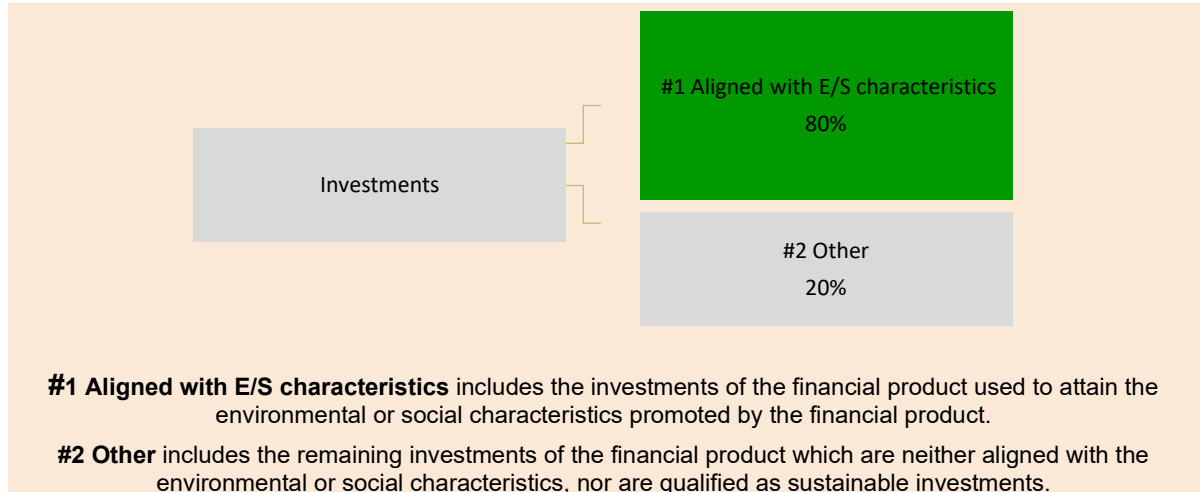 #1 Aligned with E/S characteristics
80%
Investments
#2 Other
20%
#1 Aligned with E/S characteristics includes the investments of the financial product used to attain the
environmental or social characteristics promoted by the financial product.
#2 Other includes the remaining investments of the financial product which are neither aligned with the
environmental or social characteristics, nor are qualified as sustainable investments.